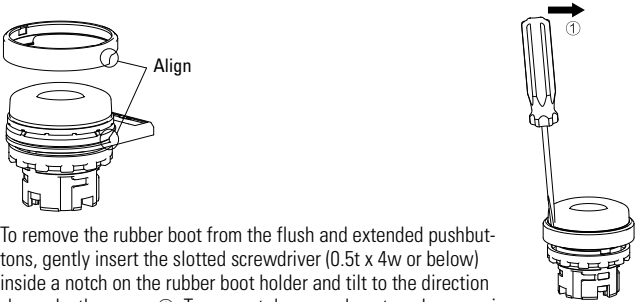 ①
Align
To remove the rubber boot from the flush and extended pushbut-
tons, gently insert the slotted screwdriver (0.5t x 4w or below)
inside a notch on the rubber boot holder and tilt to the direction